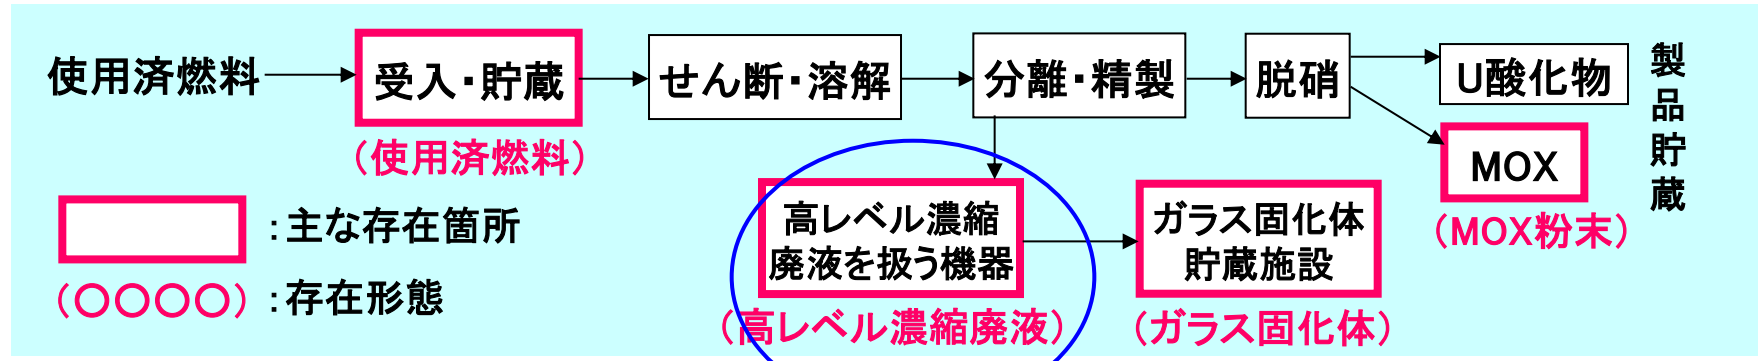 使用済燃料
受入・貯蔵
(使用済燃料)
せん断・溶解
分離・精製
脱硝
U酸化物
MOX
(MOX粉末)
製品貯蔵
高レベル濃縮
廃液を扱う機器
(高レベル濃縮廃液)
ガラス固化体
貯蔵施設
(ガラス固化体)
:主な存在箇所
(〇〇〇〇):存在形態